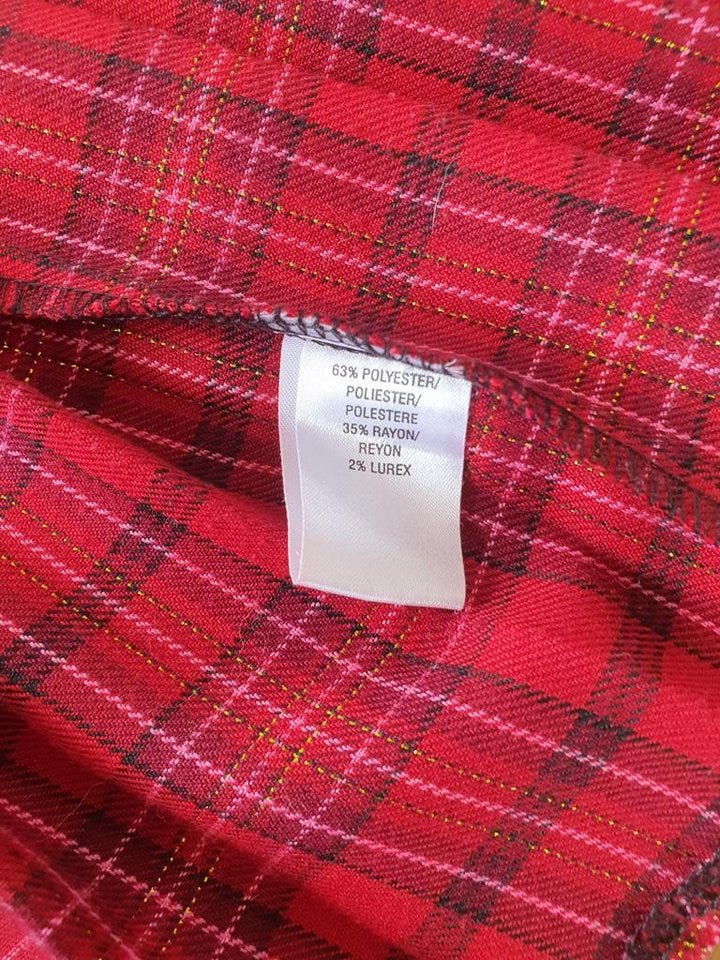 63% POLYESTER/
POLIESTER/
POLESTERE
35% RAYON/
REYON
2% LUREX